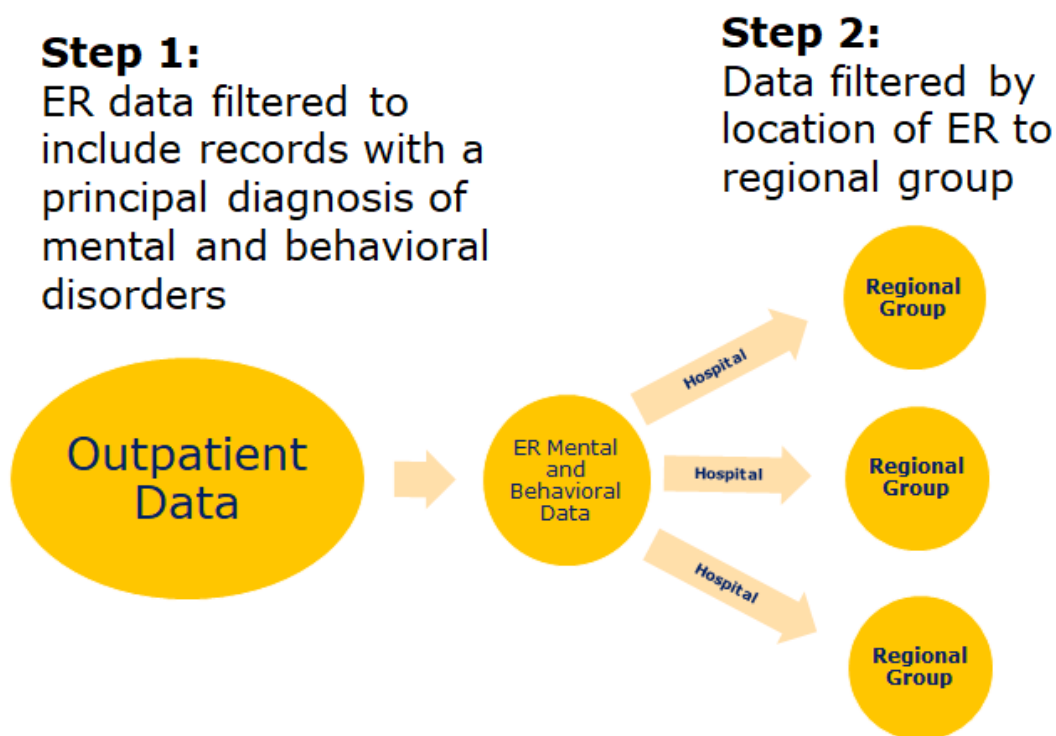 Step 1:
ER data filtered to
include records with a
principal diagnosis of
mental and behavioral
disorders
Step 2:
Data filtered by
location of ER to
regional group
Outpatient
Data
ER Mental
and
Behavioral
Data
Hospital
Hospital
Hospital
Regional
Group
Regional
Group
Regional
Group